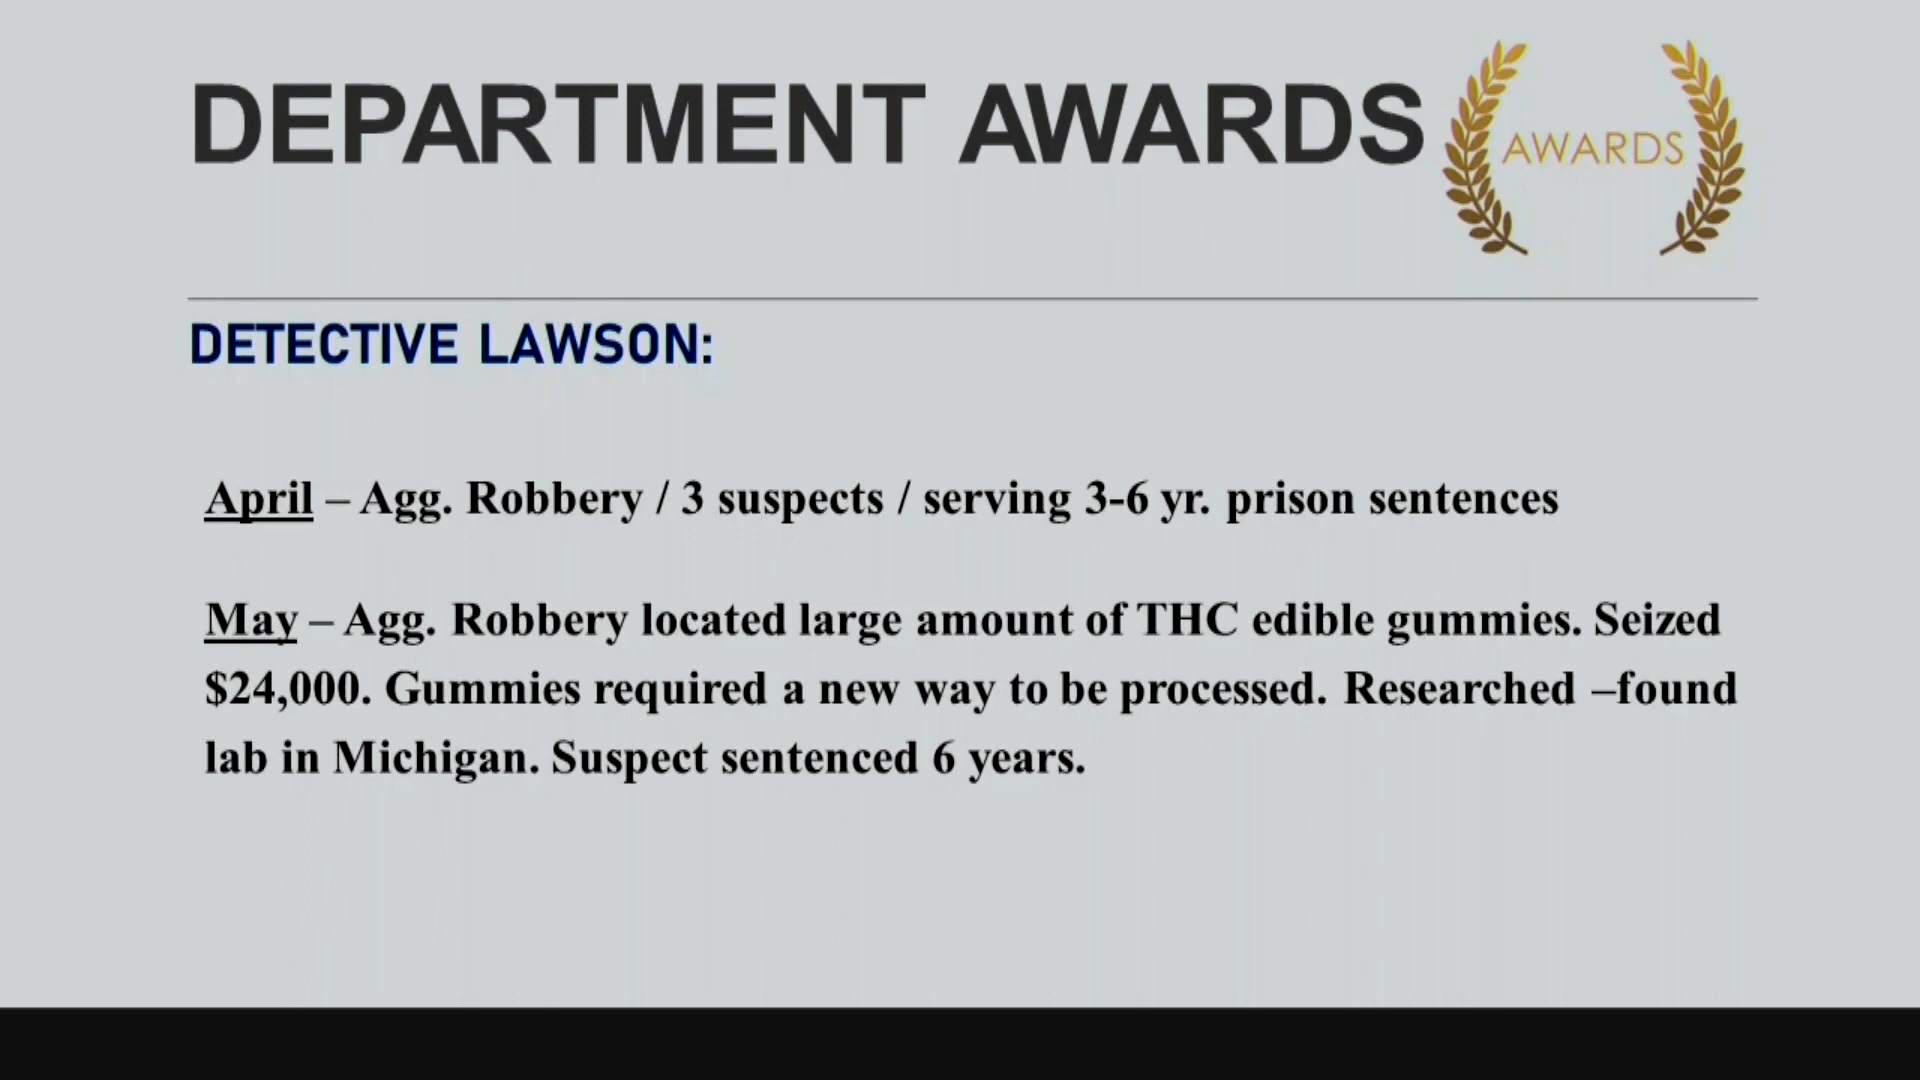 DEPARTMENT AWARDS
AWARDS
DETECTIVE LAWSON:
April – Agg. Robbery / 3 suspects / serving 3-6 yr. prison sentences
May – Agg. Robbery located large amount of THC edible gummies. Seized
$24,000. Gummies required a new way to be processed. Researched –found
lab in Michigan. Suspect sentenced 6 years.